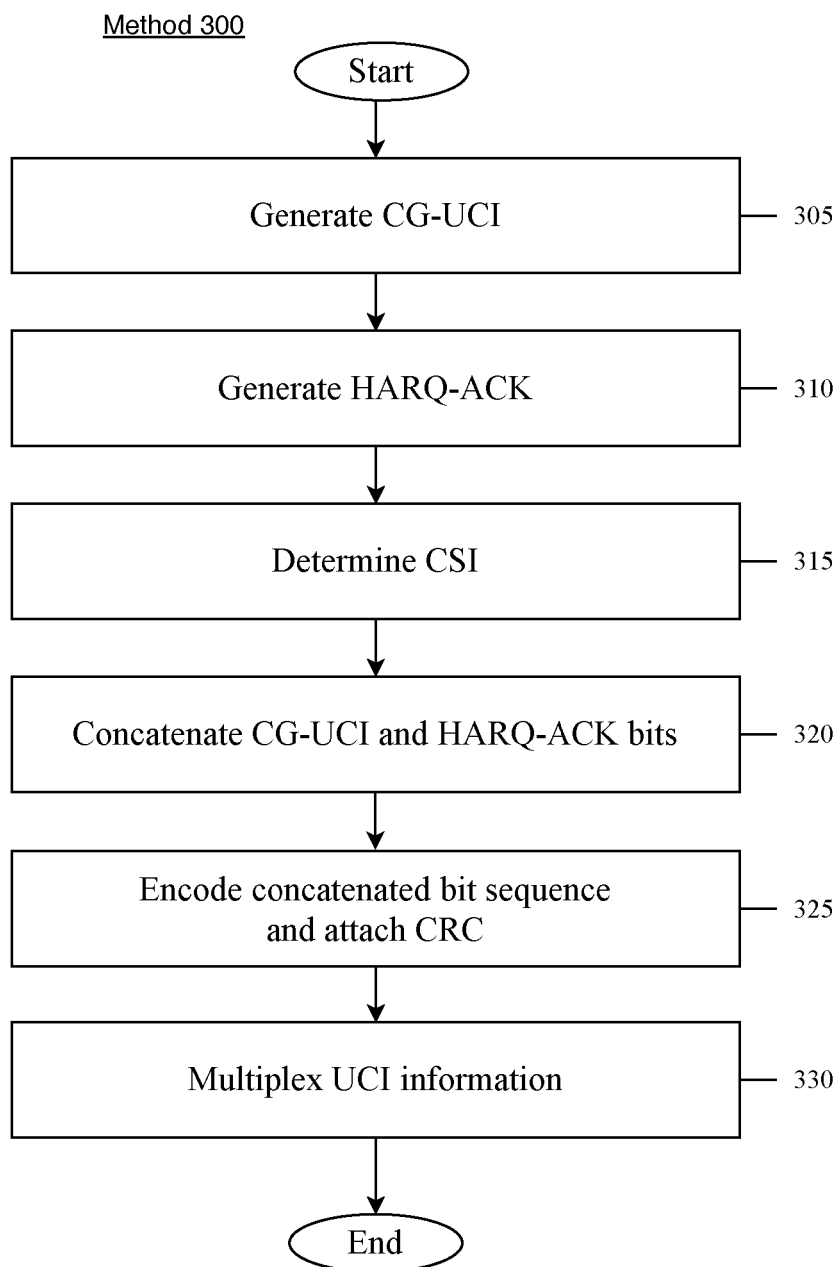 Method 300
Start
Generate CG-UCI
305
Generate HARQ-ACK
310
Determine CSI
315
Concatenate CG-UCI and HARQ-ACK bits
320
Encode concatenated bit sequence
and attach CRC
325
Multiplex UCI information
330
End